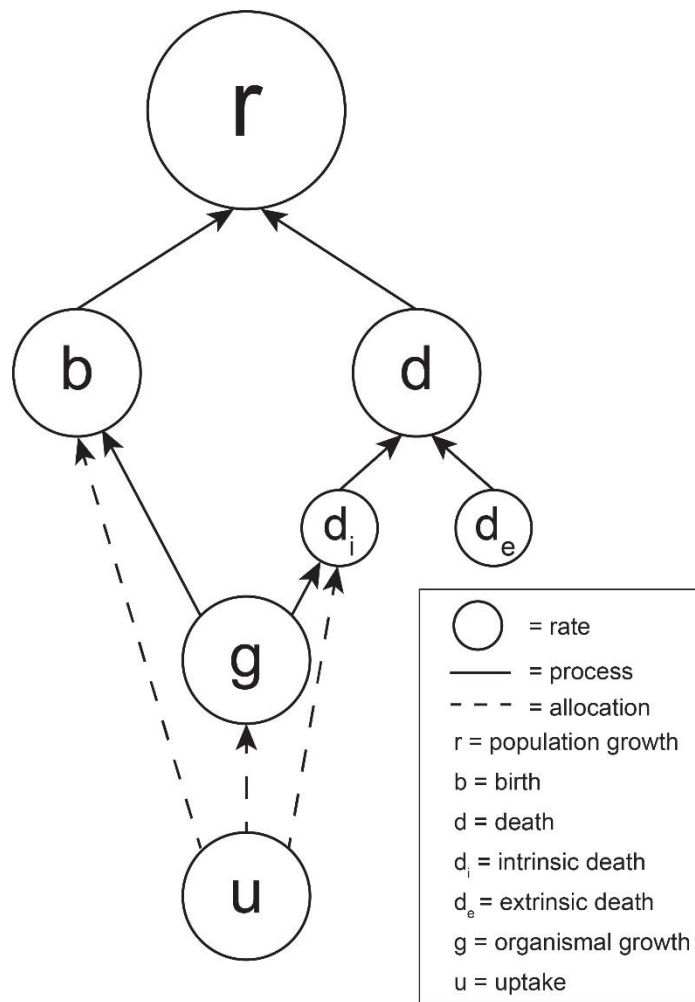 r
b
d
d_i
d_e
g
u
= rate
= process
= allocation
r = population growth
b = birth
d = death
d_i = intrinsic death
d_e = extrinsic death
g = organismal growth
u = uptake